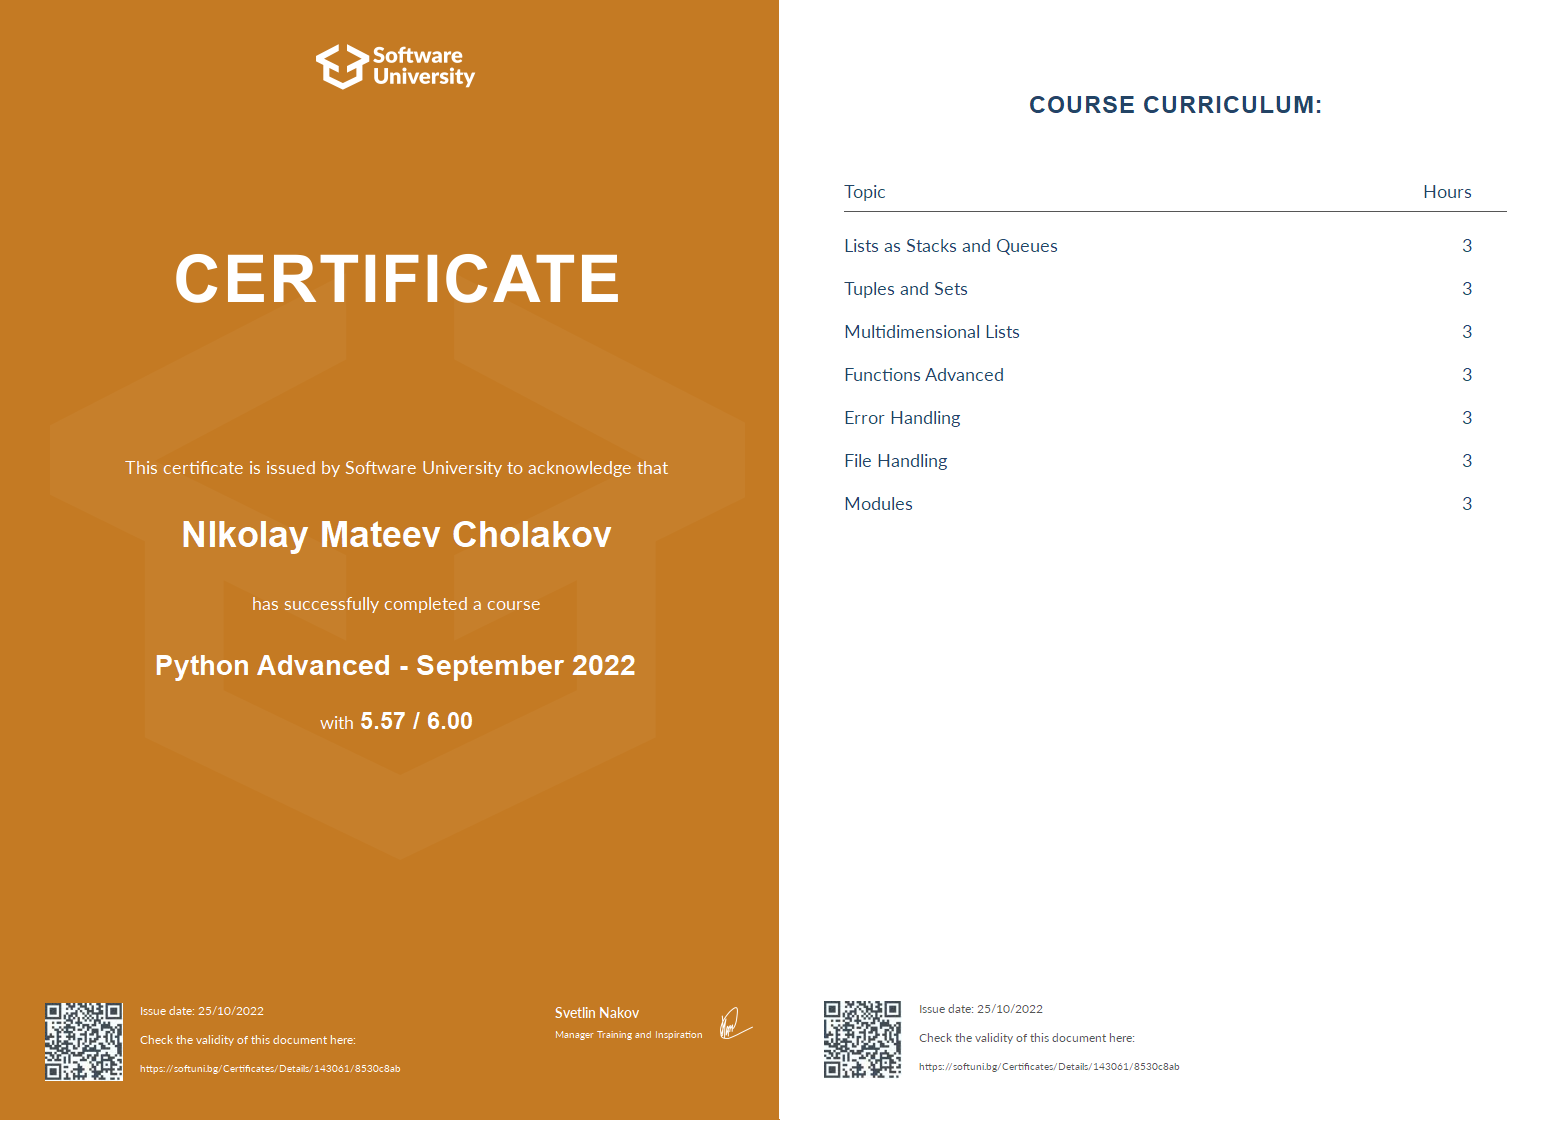 Software
University
CERTIFICATE
This certificate is issued by Software University to acknowledge that
NIkolay Mateev Cholakov
has successfully completed a course
Python Advanced - September 2022
with 5.57 / 6.00
Issue date: 25/10/2022
Check the validity of this document here:
https://softuni.bg/Certificates/Details/143061/8530c8ab
Svetlin Nakov
Manager Training and Inspiration
COURSE CURRICULUM:
Topic Hours
Lists as Stacks and Queues 3
Tuples and Sets 3
Multidimensional Lists 3
Functions Advanced 3
Error Handling 3
File Handling 3
Modules 3
Issue date: 25/10/2022
Check the validity of this document here:
https://softuni.bg/Certificates/Details/143061/8530c8ab